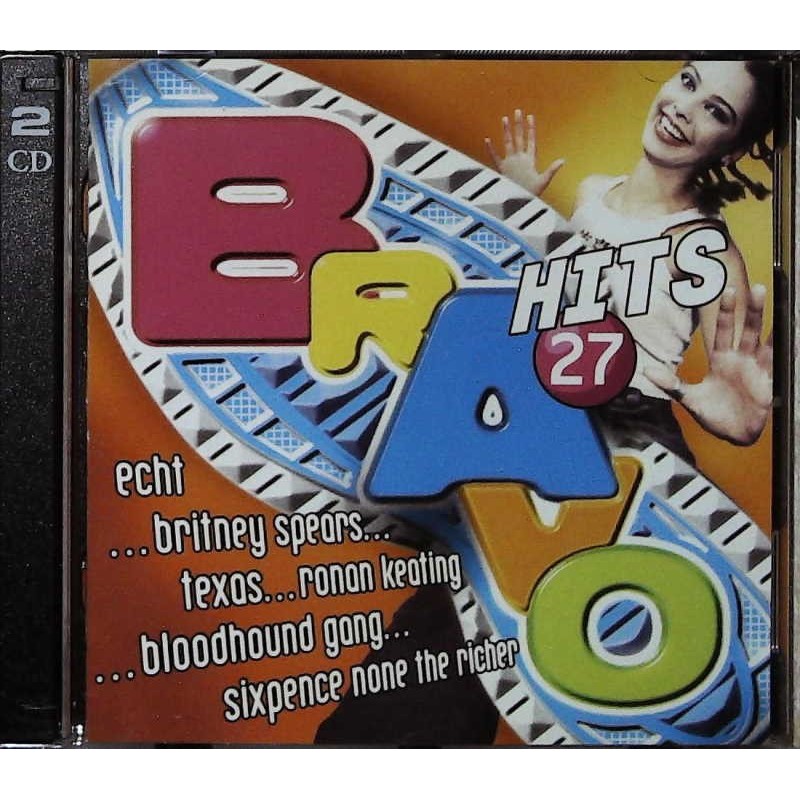 2
CD
BRAVO
HITS
27
echt
...britney spears...
texas...ronan keating
...bloodhound gang...
sixpence none the richer